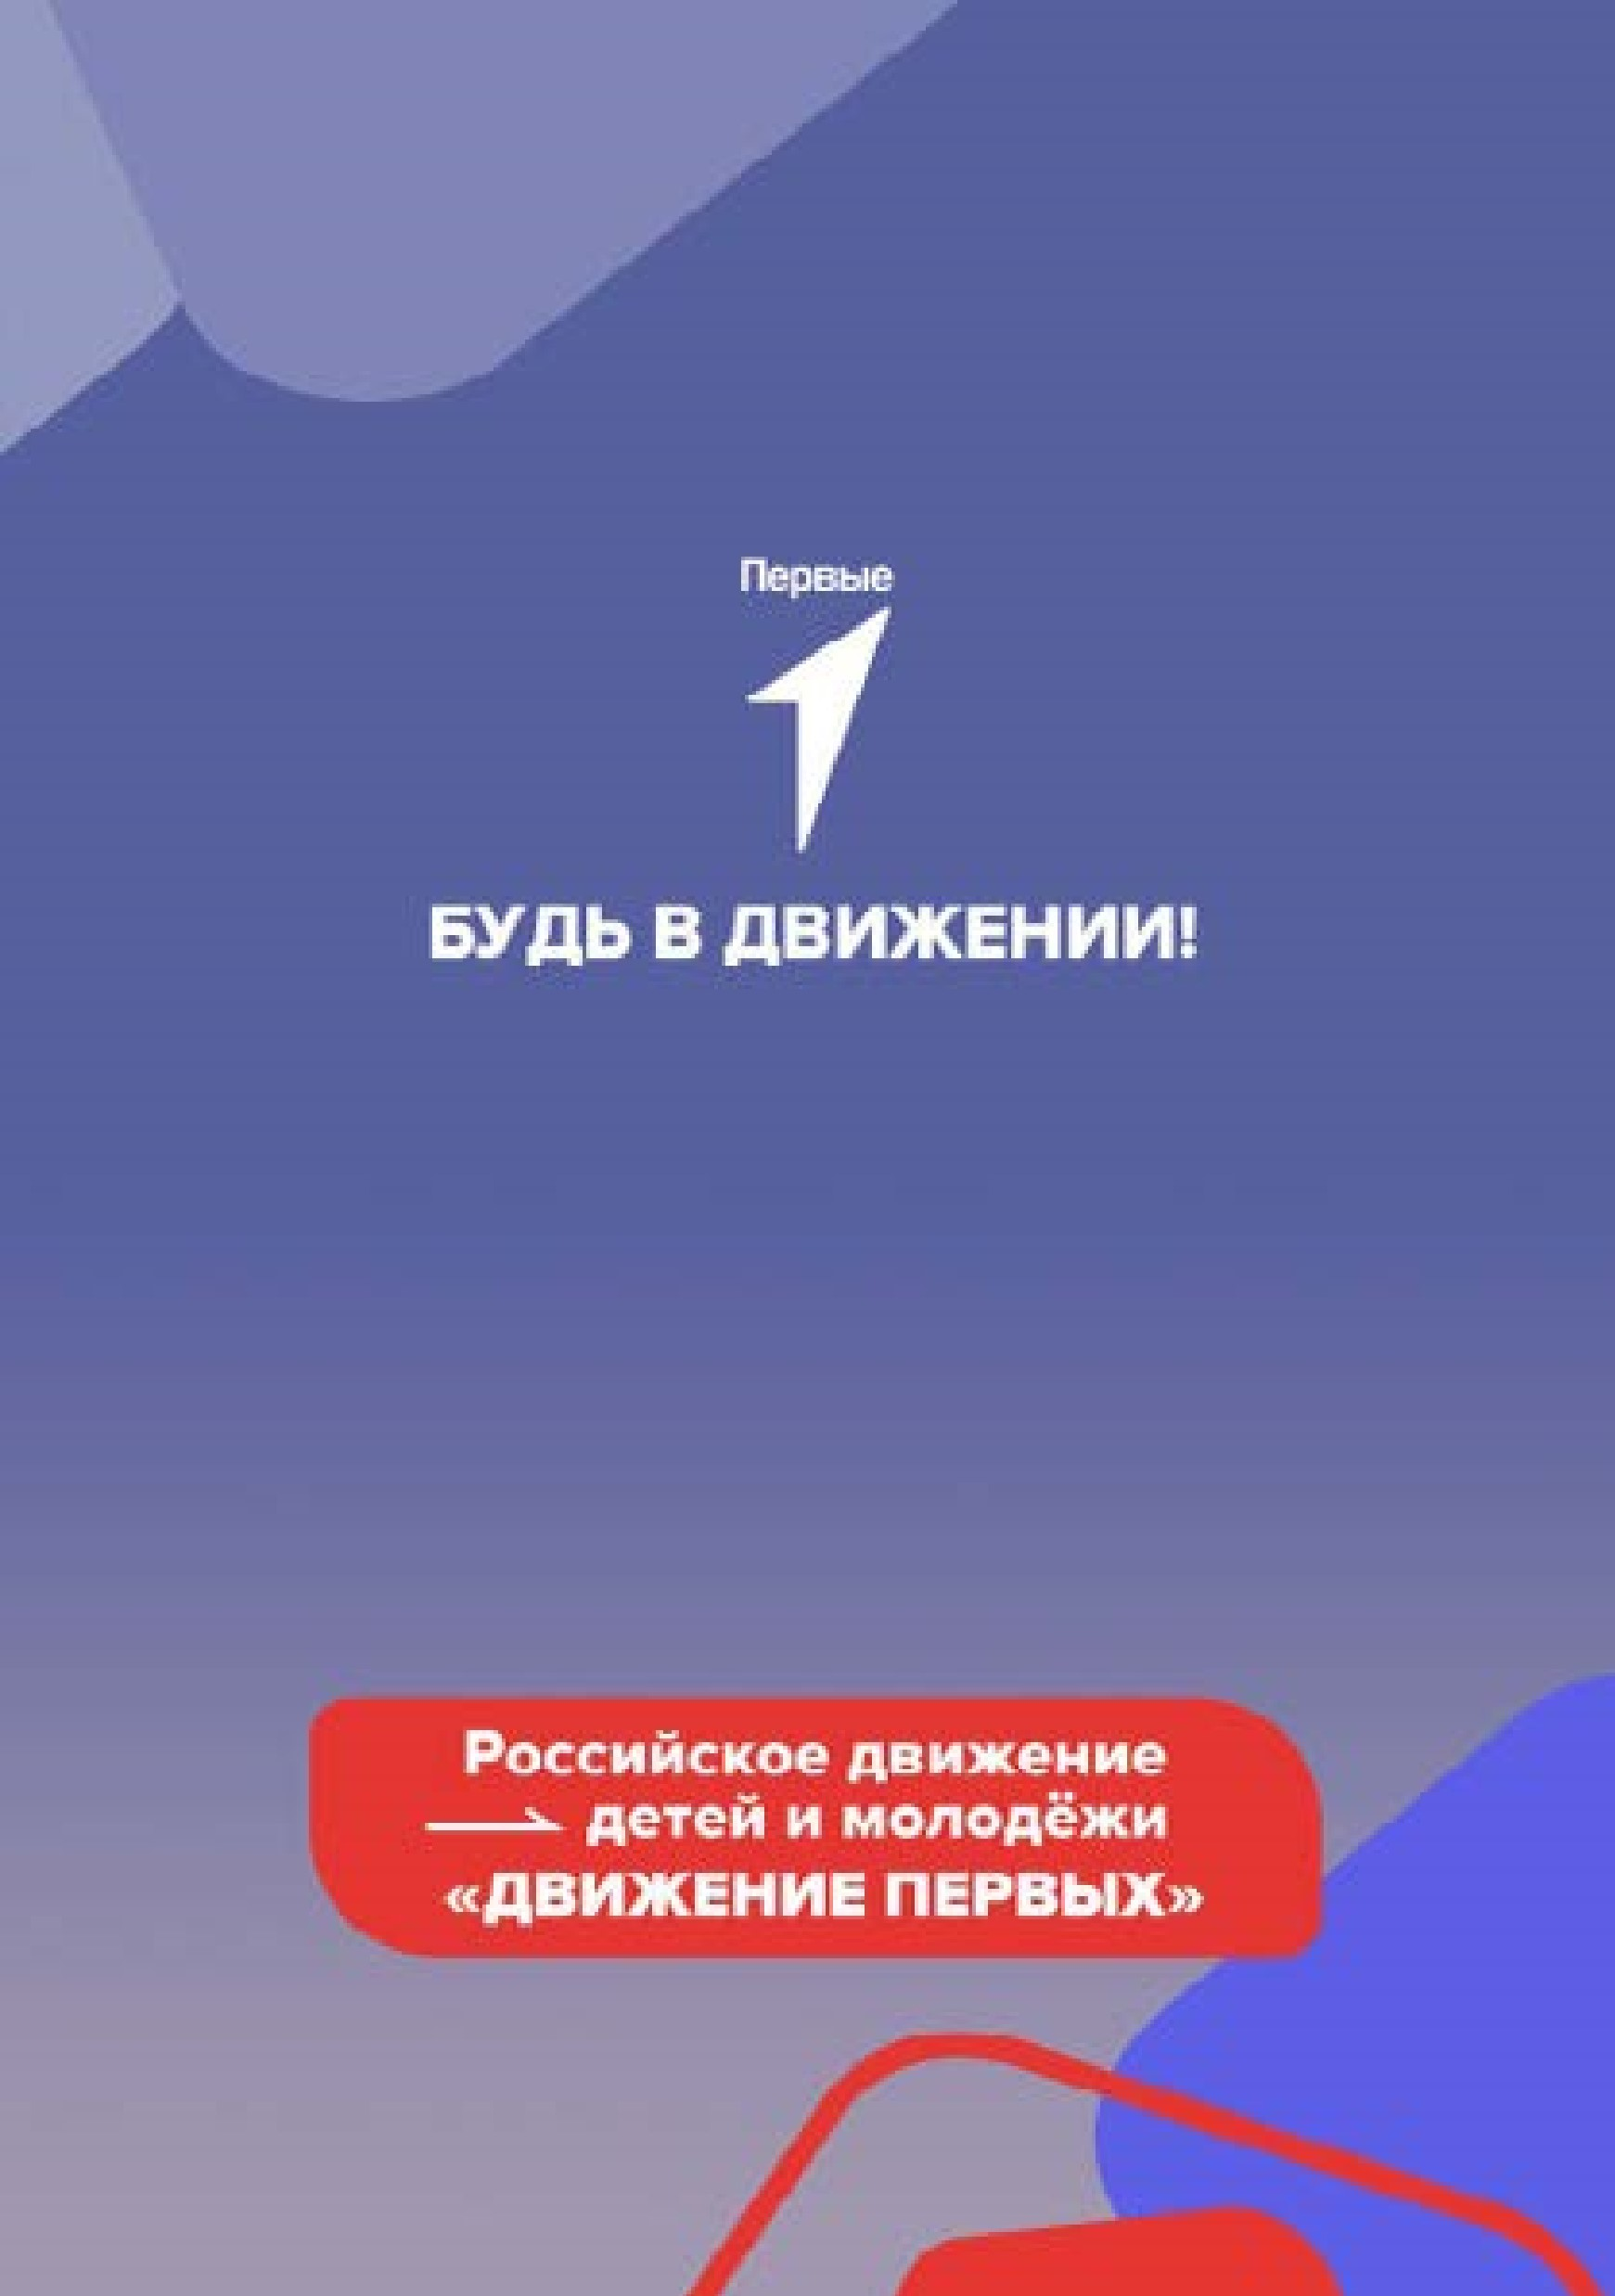 Первые
БУДЬ В ДВИЖЕНИИ!
Российское движение
детей и молодёжи
«ДВИЖЕНИЕ ПЕРВЫХ»